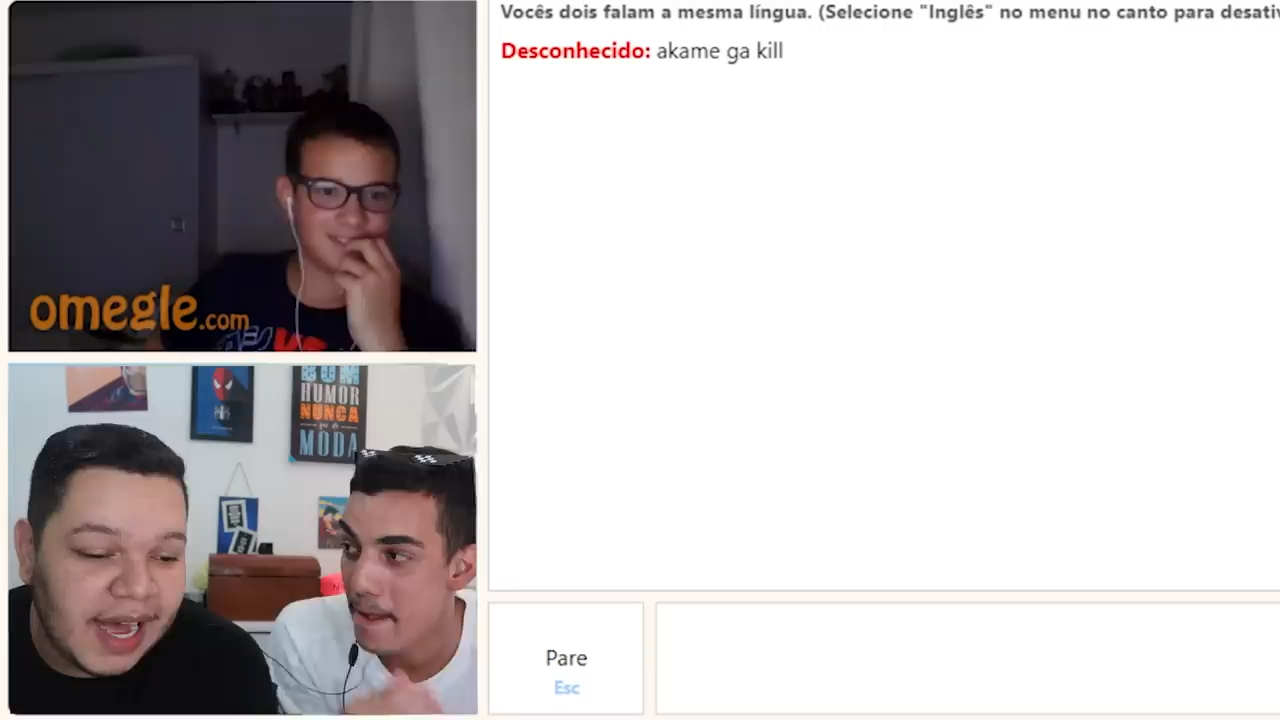 Vocês dois falam a mesma língua. (Selecione "Inglês" no menu no canto para desativ
Desconhecido: akame ga kill
omegle.com
BOM
HUMOR
NUNCA
MODA
Pare
Esc